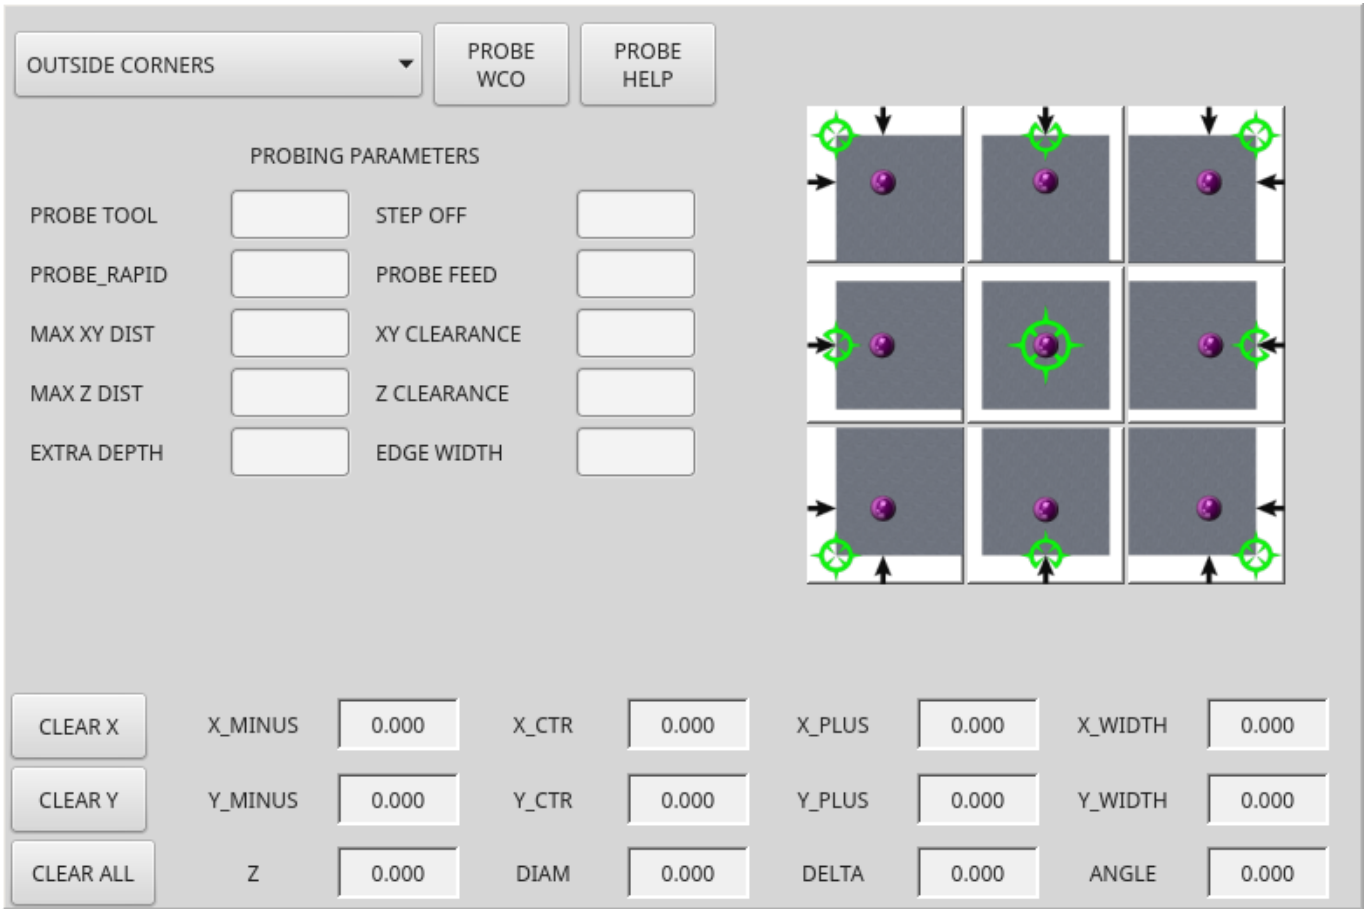 OUTSIDE CORNERS
PROBE
WCO
PROBE
HELP
PROBING PARAMETERS
PROBE TOOL
STEP OFF
PROBE_RAPID
PROBE FEED
MAX XY DIST
XY CLEARANCE
MAX Z DIST
Z CLEARANCE
EXTRA DEPTH
EDGE WIDTH
CLEAR X
X_MINUS
0.000
X_CTR
0.000
X_PLUS
0.000
X_WIDTH
0.000
CLEAR Y
Y_MINUS
0.000
Y_CTR
0.000
Y_PLUS
0.000
Y_WIDTH
0.000
CLEAR ALL
Z
0.000
DIAM
0.000
DELTA
0.000
ANGLE
0.000